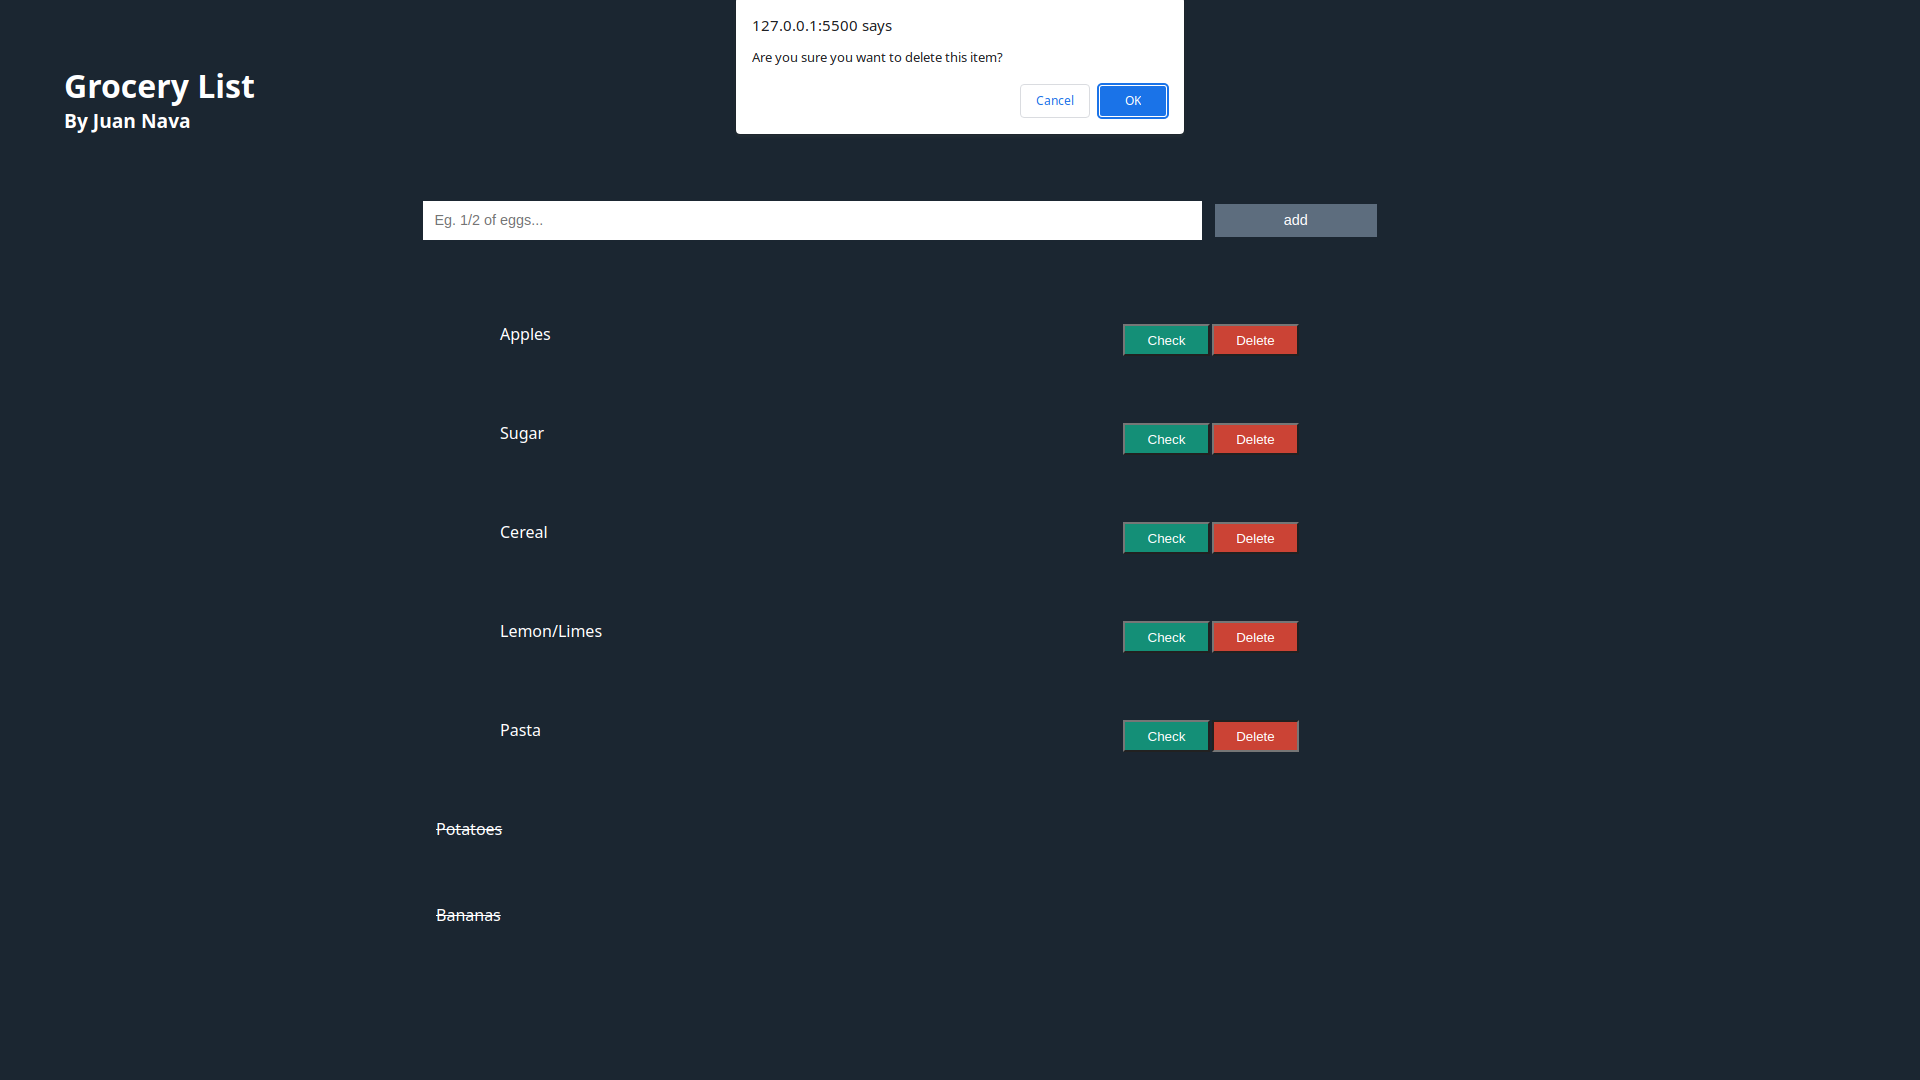 127.0.0.1:5500 says
Are you sure you want to delete this item?
Cancel OK
Grocery List
By Juan Nava
Eg. 1/2 of eggs... add
Apples Check Delete
Sugar Check Delete
Cereal Check Delete
Lemon/Limes Check Delete
Pasta Check Delete
Potatoes
Bananas